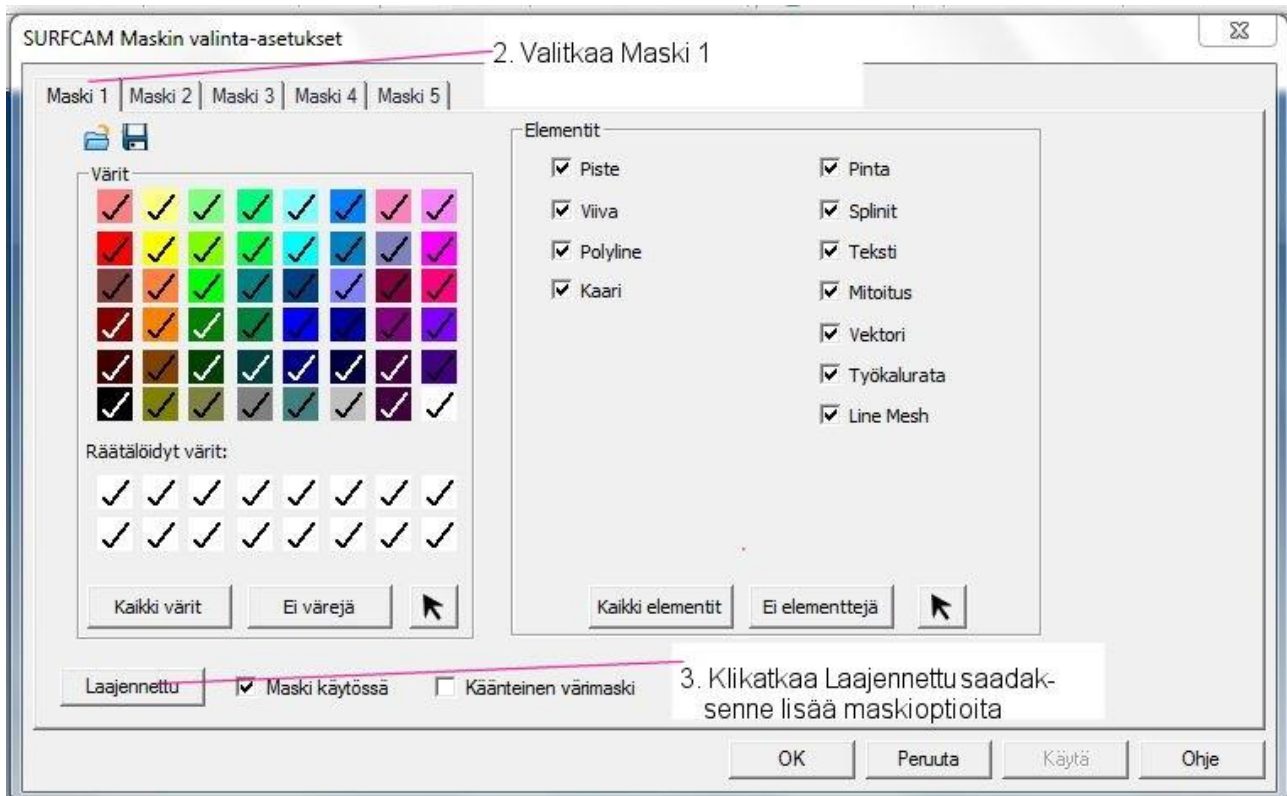 SURFCAM Maskin valinta-asetukset
2. Valitkaa Maski 1
Maski 1 Maski 2 Maski 3 Maski 4 Maski 5
Värit
Elementit
Piste
Viiva
Polyline
Kaari
Pinta
Splinit
Teksti
Mitoitus
Vektori
Työkalurata
Line Mesh
Räätälöidyt värit:
Kaikki värit Ei värejä
Kaikki elementit Ei elementtejä
Laajennettu Maski käytössä Käänteinen värimaski
3. Klikatkaa Laajennettu saadak-
senne lisää maskioptioita
OK Peruuta Käytä Ohje